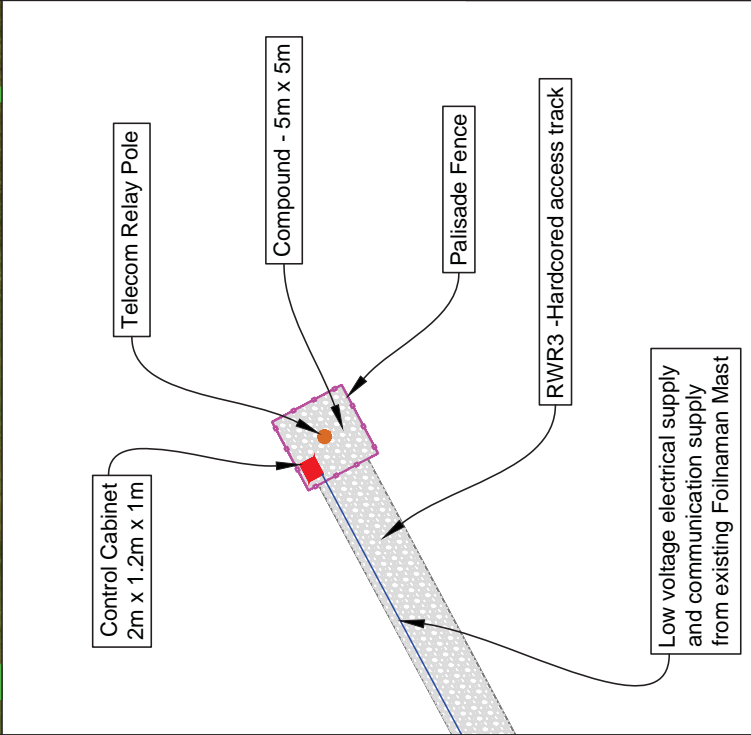 Control Cabinet
2m x 1.2m x 1m
Telecom Relay Pole
Compound - 5m x 5m
Palisade Fence
RWR3 -Hardcored access track
Low voltage electrical supply
and communication supply
from existing Foilnaman Mast